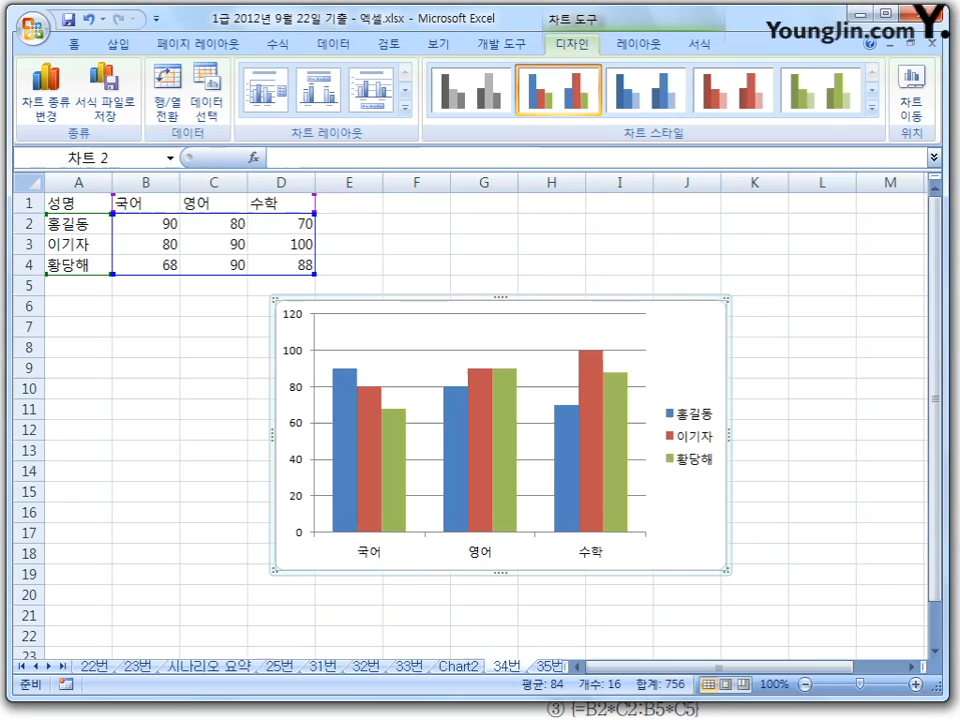 1급 2012년 9월 22일 기출 - 엑셀.xlsx - Microsoft Excel
차트 도구
YoungJin.com Y.
홈 삽입 페이지 레이아웃 수식 데이터 검토 보기 개발 도구 디자인 레이아웃 서식
차트 종류 변경
서식 파일로 저장
행/열 전환
데이터 선택
차트 이동
종류 데이터 차트 레이아웃 차트 스타일 위치
차트 2 fx
A B C D E F G H I J K L M
1 성명 국어 영어 수학
2 홍길동 90 80 70
3 이기자 80 90 100
4 황당해 68 90 88
5
6
7
8
9
10
11
12
13
14
15
16
17
18
19
20
21
22
23
120
100
80
60
40
20
0
국어 영어 수학
홍길동
이기자
황당해
22번 23번 시나리오 요약 25번 31번 32번 33번 Chart2 34번 35번
준비 평균: 84 개수: 16 합계: 756 100%
③ {=B2*C2:B5*C5}